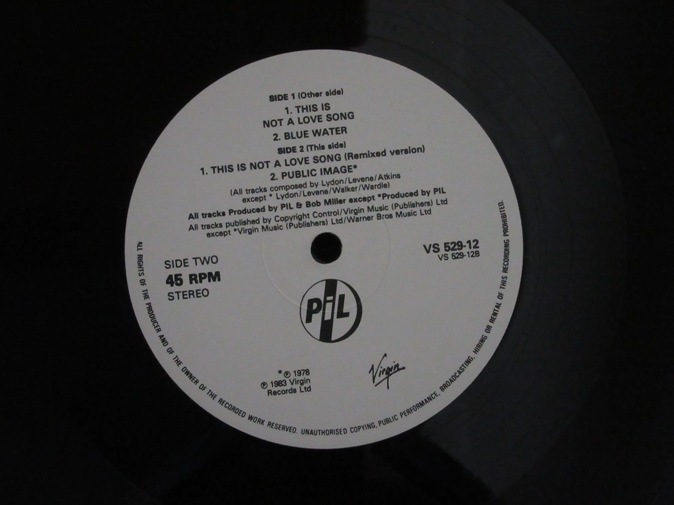 SIDE 1 (Other side)
1. THIS IS
NOT A LOVE SONG
2. BLUE WATER
SIDE 2 (This side)
1. THIS IS NOT A LOVE SONG (Remixed version)
2. PUBLIC IMAGE*
(All tracks composed by Lydon/Levene/Atkins
except * Lydon/Levene/Walker/Wardle)
All tracks Produced by PIL & Bob Miller except *Produced by PIL
All tracks published by Copyright Control/Virgin Music (Publishers) Ltd
except *Virgin Music (Publishers) Ltd/Warner Bros Music Ltd
SIDE TWO
45 RPM
STEREO
VS 529-12
VS 529-12B
PiL
* ℗ 1978
℗ 1983 Virgin
Records Ltd
Virgin
ALL RIGHTS OF THE PRODUCER AND OF THE OWNER OF THE RECORDED WORK RESERVED. UNAUTHORISED COPYING, PUBLIC PERFORMANCE, BROADCASTING, HIRING OR RENTAL OF THIS RECORDING PROHIBITED.